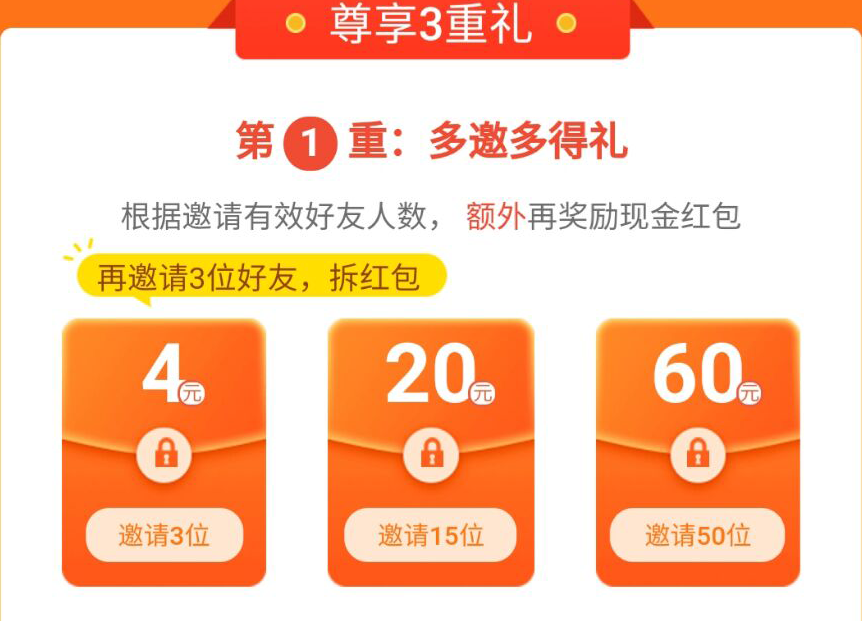 尊享3重礼
第1重：多邀多得礼
根据邀请有效好友人数，额外再奖励现金红包
再邀请3位好友，拆红包
4元
20元
60元
邀请3位
邀请15位
邀请50位